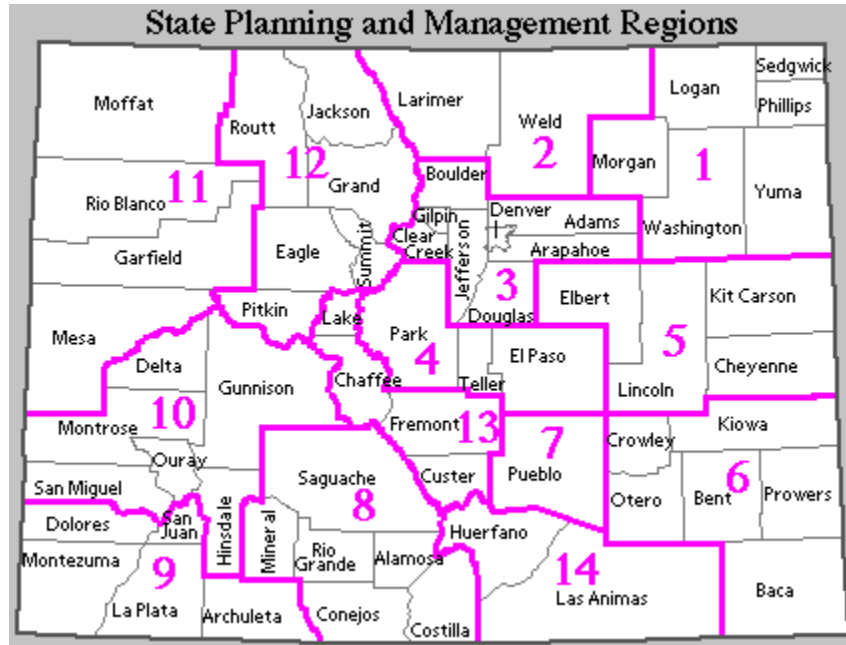 State Planning and Management Regions
Sedgwick
Logan
Moffat
Larimer
Jackson
Phillips
Routt
Weld
12
2
Morgan
1
Boulder
11
Grand
Yuma
Rio Blanco
Gilpin
Denver
Adams
Washington
Clear
Creek
Summit
Jefferson
Eagle
Arapahoe
Garfield
3
Elbert
Kit Carson
Pitkin
Lake
Douglas
Park
Mesa
4
El Paso
5
Delta
Cheyenne
Chaffee
Teller
Gunnison
Lincoln
10
Montrose
Fremont
13
Kiowa
7
Crowley
Ouray
Custer
Pueblo
Saguache
6
San Miguel
8
Otero
Bent
Prowers
Dolores
San
Juan
Hinsdale
Mineral
Huerfano
Montezuma
Rio
Grande
Alamosa
9
14
Baca
La Plata
Archuleta
Conejos
Las Animas
Costilla